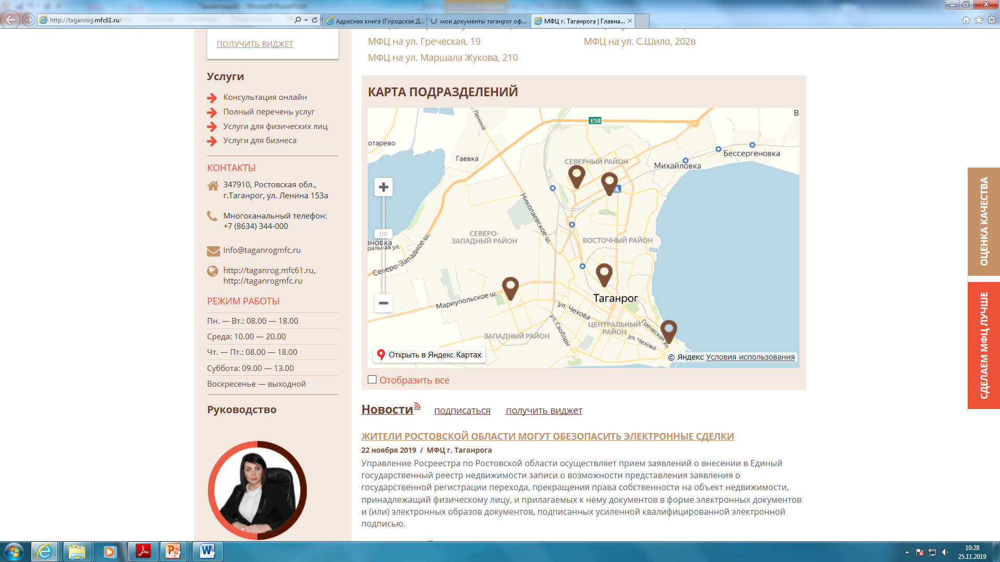 http://taganrog.mfc61.ru/
Адресная книга (Городская Д...
мои документы таганрог оф...
МФЦ г. Таганрога | Главна...
ПОЛУЧИТЬ ВИДЖЕТ
Услуги
Консультация онлайн
Полный перечень услуг
Услуги для физических лиц
Услуги для бизнеса
КОНТАКТЫ
347910, Ростовская обл.,
г.Таганрог, ул. Ленина 153а
Многоканальный телефон:
+7 (8634) 344-000
info@taganrogmfc.ru
http://taganrog.mfc61.ru,
http://taganrogmfc.ru
РЕЖИМ РАБОТЫ
Пн. — Вт.: 08.00 — 18.00
Среда: 10.00 — 20.00
Чт. — Пт.: 08.00 — 18.00
Суббота: 09.00 — 13.00
Воскресенье — выходной
Руководство
МФЦ на ул. Греческая, 19
МФЦ на ул. С.Шило, 202в
МФЦ на ул. Маршала Жукова, 210
КАРТА ПОДРАЗДЕЛЕНИЙ
Ленина
E58
В
отарево
Гаевка
СЕВЕРНЫЙ РАЙОН
Бессергеновка
Михайловка
Николаевское ш.
СЕВЕРО-
ЗАПАДНЫЙ РАЙОН
ВОСТОЧНЫЙ РАЙОН
ановка
ральная ул.
Северо-Западное ш.
Мариупольское ш.
Таганрог
ул. Чехова
ул. Свободы
ЦЕНТРАЛЬНЫЙ
РАЙОН
Греческая ул.
ул. Чехова
ЗАПАДНЫЙ РАЙОН
Открыть в Яндекс.Картах
© Яндекс Условия использования
Отобразить все
Новости
подписаться
получить виджет
ЖИТЕЛИ РОСТОВСКОЙ ОБЛАСТИ МОГУТ ОБЕЗОПАСИТЬ ЭЛЕКТРОННЫЕ СДЕЛКИ
22 ноября 2019 / МФЦ г. Таганрога
Управление Росреестра по Ростовской области осуществляет прием заявлений о внесении в Единый
государственный реестр недвижимости записи о возможности представления заявления о
государственной регистрации перехода, прекращения права собственности на объект недвижимости,
принадлежащий физическому лицу, и прилагаемых к нему документов в форме электронных документов
и (или) электронных образов документов, подписанных усиленной квалифицированной электронной
подписью.
ОЦЕНКА КАЧЕСТВА
СДЕЛАЕМ МФЦ ЛУЧШЕ
10:28
25.11.2019